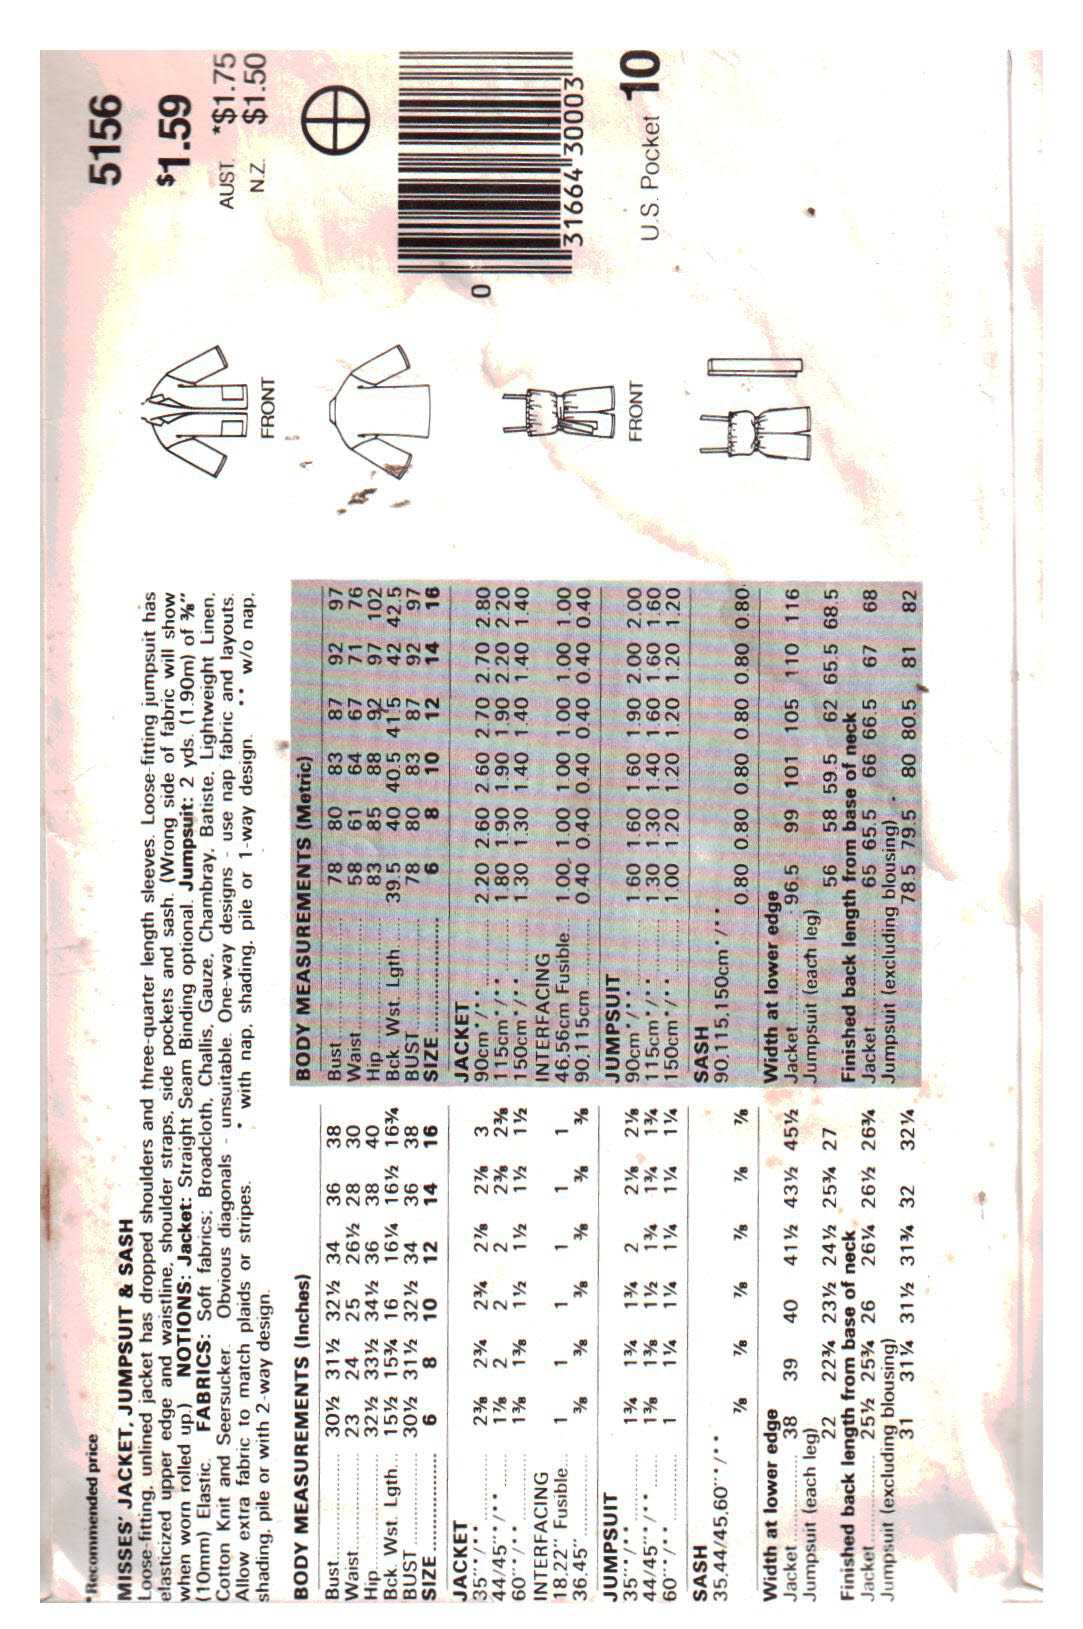 *Recommended price
MISSES' JACKET, JUMPSUIT & SASH
Loose-fitting, unlined jacket has dropped shoulders and three-quarter length sleeves. Loose-fitting jumpsuit has
elasticized upper edge and waistline, shoulder straps, side pockets and sash. (Wrong side of fabric will show
when worn rolled up.) NOTIONS: Jacket: Straight Seam Binding optional. Jumpsuit: 2 yds. (1.90m) of ⅜"
(10mm) Elastic. FABRICS: Soft fabrics; Broadcloth, Challis, Gauze, Chambray, Batiste, Lightweight Linen,
Cotton Knit and Seersucker. Obvious diagonals - unsuitable. One-way designs - use nap fabric and layouts.
Allow extra fabric to match plaids or stripes. * with nap, shading, pile or 1-way design. ** w/o nap,
shading, pile or with 2-way design.
5156
$1.59
AUST. *$1.75
N.Z. $1.50
0 31664 30003
U.S. Pocket 10
FRONT
FRONT
BODY MEASUREMENTS (Inches)
Bust 30½ 31½ 32½ 34 36 38
Waist 23 24 25 26½ 28 30
Hip 32½ 33½ 34½ 36 38 40
Bck. Wst. Lgth. 15½ 15¾ 16 16¼ 16½ 16¾
BUST 30½ 31½ 32½ 34 36 38
SIZE 6 8 10 12 14 16
JACKET
35"*/** 2⅜ 2¾ 2¾ 2⅞ 2⅞ 3
44/45"*/** 1⅞ 2 2 2 2⅜ 2⅜
60"*/** 1⅜ 1⅜ 1½ 1½ 1½ 1½
INTERFACING
18,22" Fusible 1 1 1 1 1 1
36,45" ⅜ ⅜ ⅜ ⅜ ⅜ ⅜
JUMPSUIT
35"*/** 1¾ 1¾ 1¾ 2 2⅛ 2⅛
44/45"*/** 1⅜ 1⅜ 1½ 1¾ 1¾ 1¾
60"*/** 1 1¼ 1¼ 1¼ 1¼ 1¼
SASH
35,44/45,60"*/** ⅞ ⅞ ⅞ ⅞ ⅞ ⅞
Width at lower edge
Jacket 38 39 40 41½ 43½ 45½
Jumpsuit (each leg) 22 22¾ 23½ 24½ 25¾ 27
Finished back length from base of neck
Jacket 25½ 25¾ 26 26¼ 26½ 26¾
Jumpsuit (excluding blousing) 31 31¼ 31½ 31¾ 32 32¼
BODY MEASUREMENTS (Metric)
Bust 78 80 83 87 92 97
Waist 58 61 64 67 71 76
Hip 83 85 88 92 97 102
Bck. Wst. Lgth. 39.5 40 40.5 41.5 42 42.5
BUST 78 80 83 87 92 97
SIZE 6 8 10 12 14 16
JACKET
90cm*/** 2.20 2.60 2.60 2.70 2.70 2.80
115cm*/** 1.80 1.90 1.90 1.90 2.20 2.20
150cm*/** 1.30 1.30 1.40 1.40 1.40 1.40
INTERFACING
46,56cm Fusible 1.00 1.00 1.00 1.00 1.00 1.00
90,115cm 0.40 0.40 0.40 0.40 0.40 0.40
JUMPSUIT
90cm*/** 1.60 1.60 1.60 1.90 2.00 2.00
115cm*/** 1.30 1.30 1.40 1.60 1.60 1.60
150cm*/** 1.00 1.20 1.20 1.20 1.20 1.20
SASH
90,115,150cm*/** 0.80 0.80 0.80 0.80 0.80 0.80
Width at lower edge
Jacket 96.5 99 101 105 110 116
Jumpsuit (each leg) 56 58 59.5 62 65.5 68.5
Finished back length from base of neck
Jacket 65 65.5 66 66.5 67 68
Jumpsuit (excluding blousing) 78.5 79.5 80 80.5 81 82